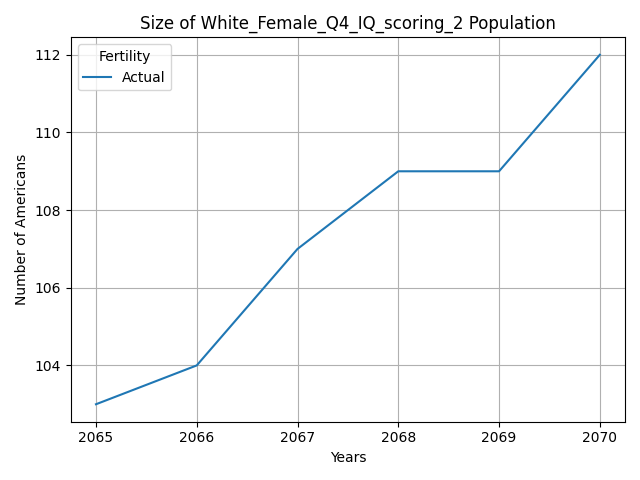 Size of White_Female_Q4_IQ_scoring_2 Population
Fertility
Actual
Number of Americans
112
110
108
106
104
2065 2066 2067 2068 2069 2070
Years